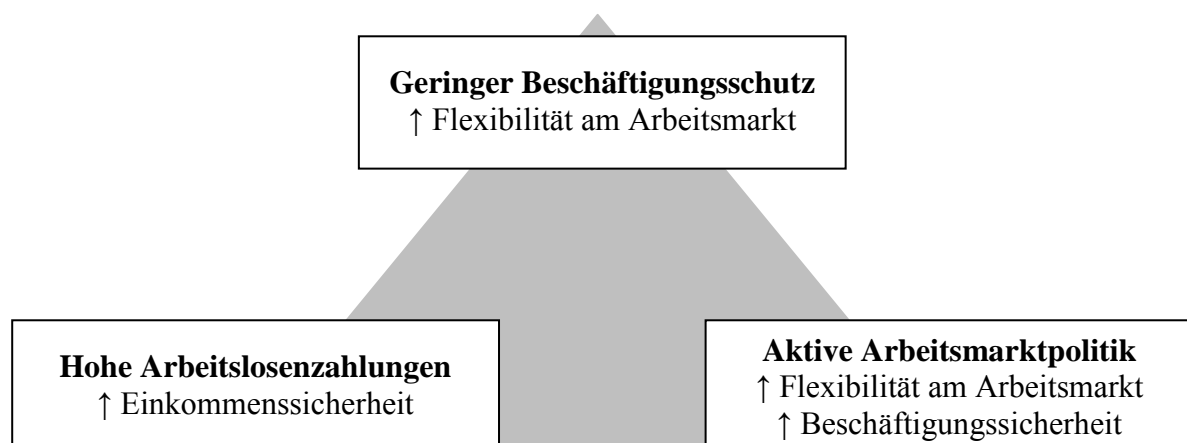 Geringer Beschäftigungsschutz
↑ Flexibilität am Arbeitsmarkt
Hohe Arbeitslosenzahlungen
↑ Einkommenssicherheit
Aktive Arbeitsmarktpolitik
↑ Flexibilität am Arbeitsmarkt
↑ Beschäftigungssicherheit